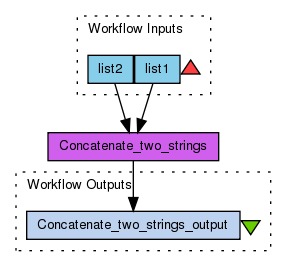 Workflow Inputs
list2 list1
Concatenate_two_strings
Workflow Outputs
Concatenate_two_strings_output